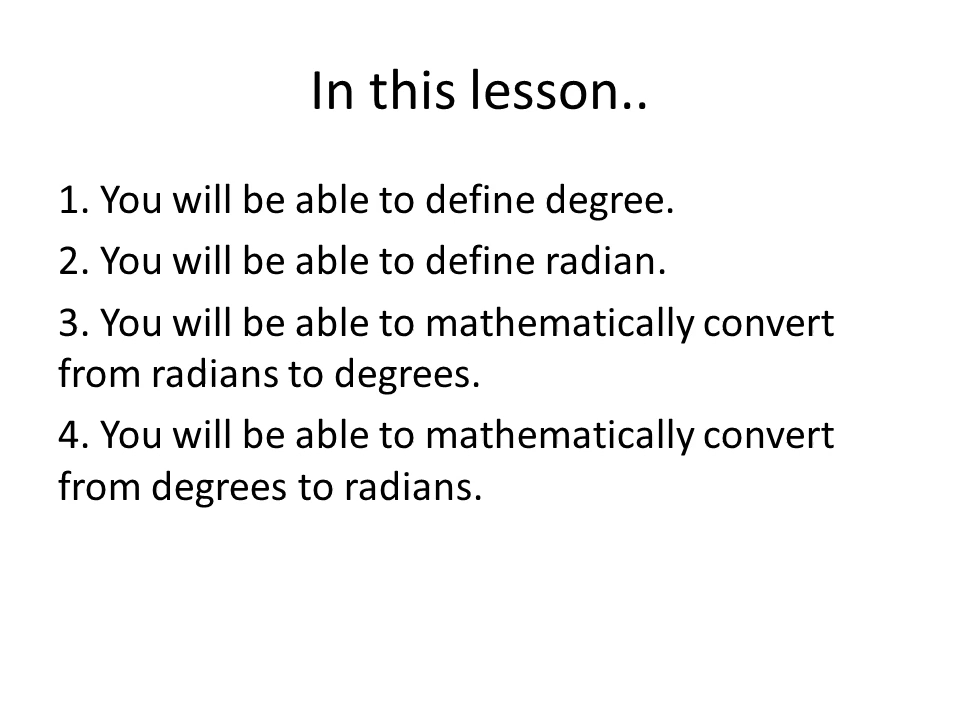 In this lesson..
1. You will be able to define degree.
2. You will be able to define radian.
3. You will be able to mathematically convert
from radians to degrees.
4. You will be able to mathematically convert
from degrees to radians.